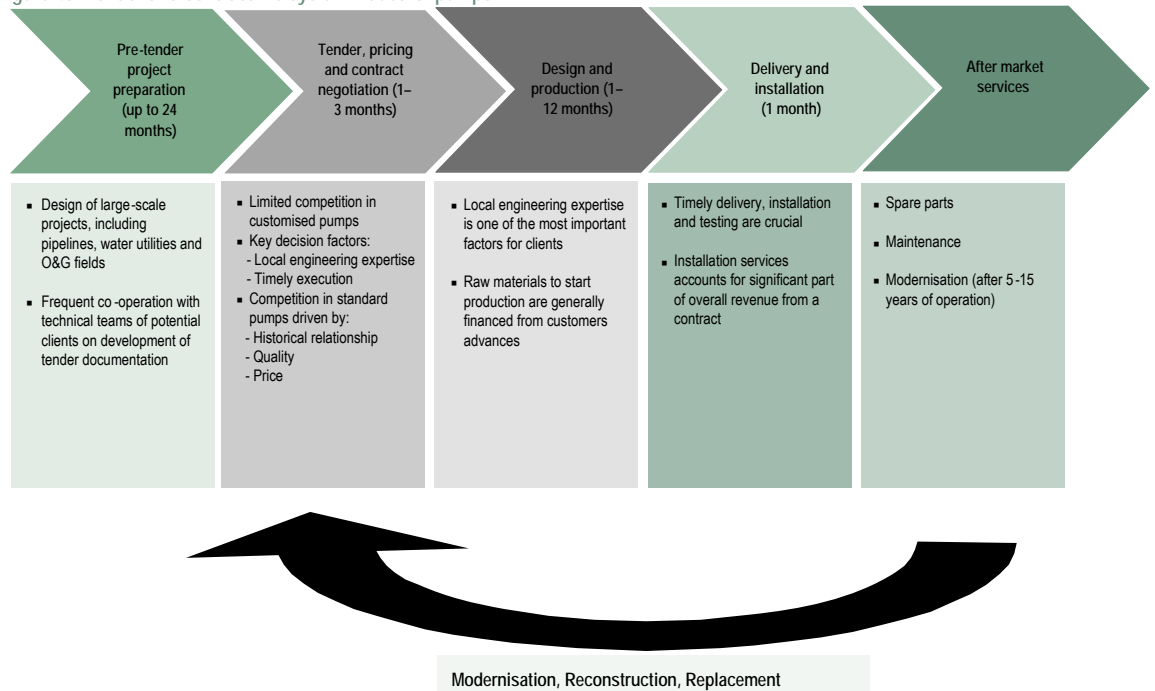 Pre-tender
project
preparation
(up to 24
months)
Tender, pricing
and contract
negotiation (1–
3 months)
Design and
production (1–
12 months)
Delivery and
installation
(1 month)
After market
services
▪ Design of large-scale
projects, including
pipelines, water utilities and
O&G fields
▪ Frequent co-operation with
technical teams of potential
clients on development of
tender documentation
▪ Limited competition in
customised pumps
▪ Key decision factors:
- Local engineering expertise
- Timely execution
▪ Competition in standard
pumps driven by:
- Historical relationship
- Quality
- Price
▪ Local engineering expertise
is one of the most important
factors for clients
▪ Raw materials to start
production are generally
financed from customers
advances
▪ Timely delivery, installation
and testing are crucial
▪ Installation services
accounts for significant part
of overall revenue from a
contract
▪ Spare parts
▪ Maintenance
▪ Modernisation (after 5-15
years of operation)
Modernisation, Reconstruction, Replacement